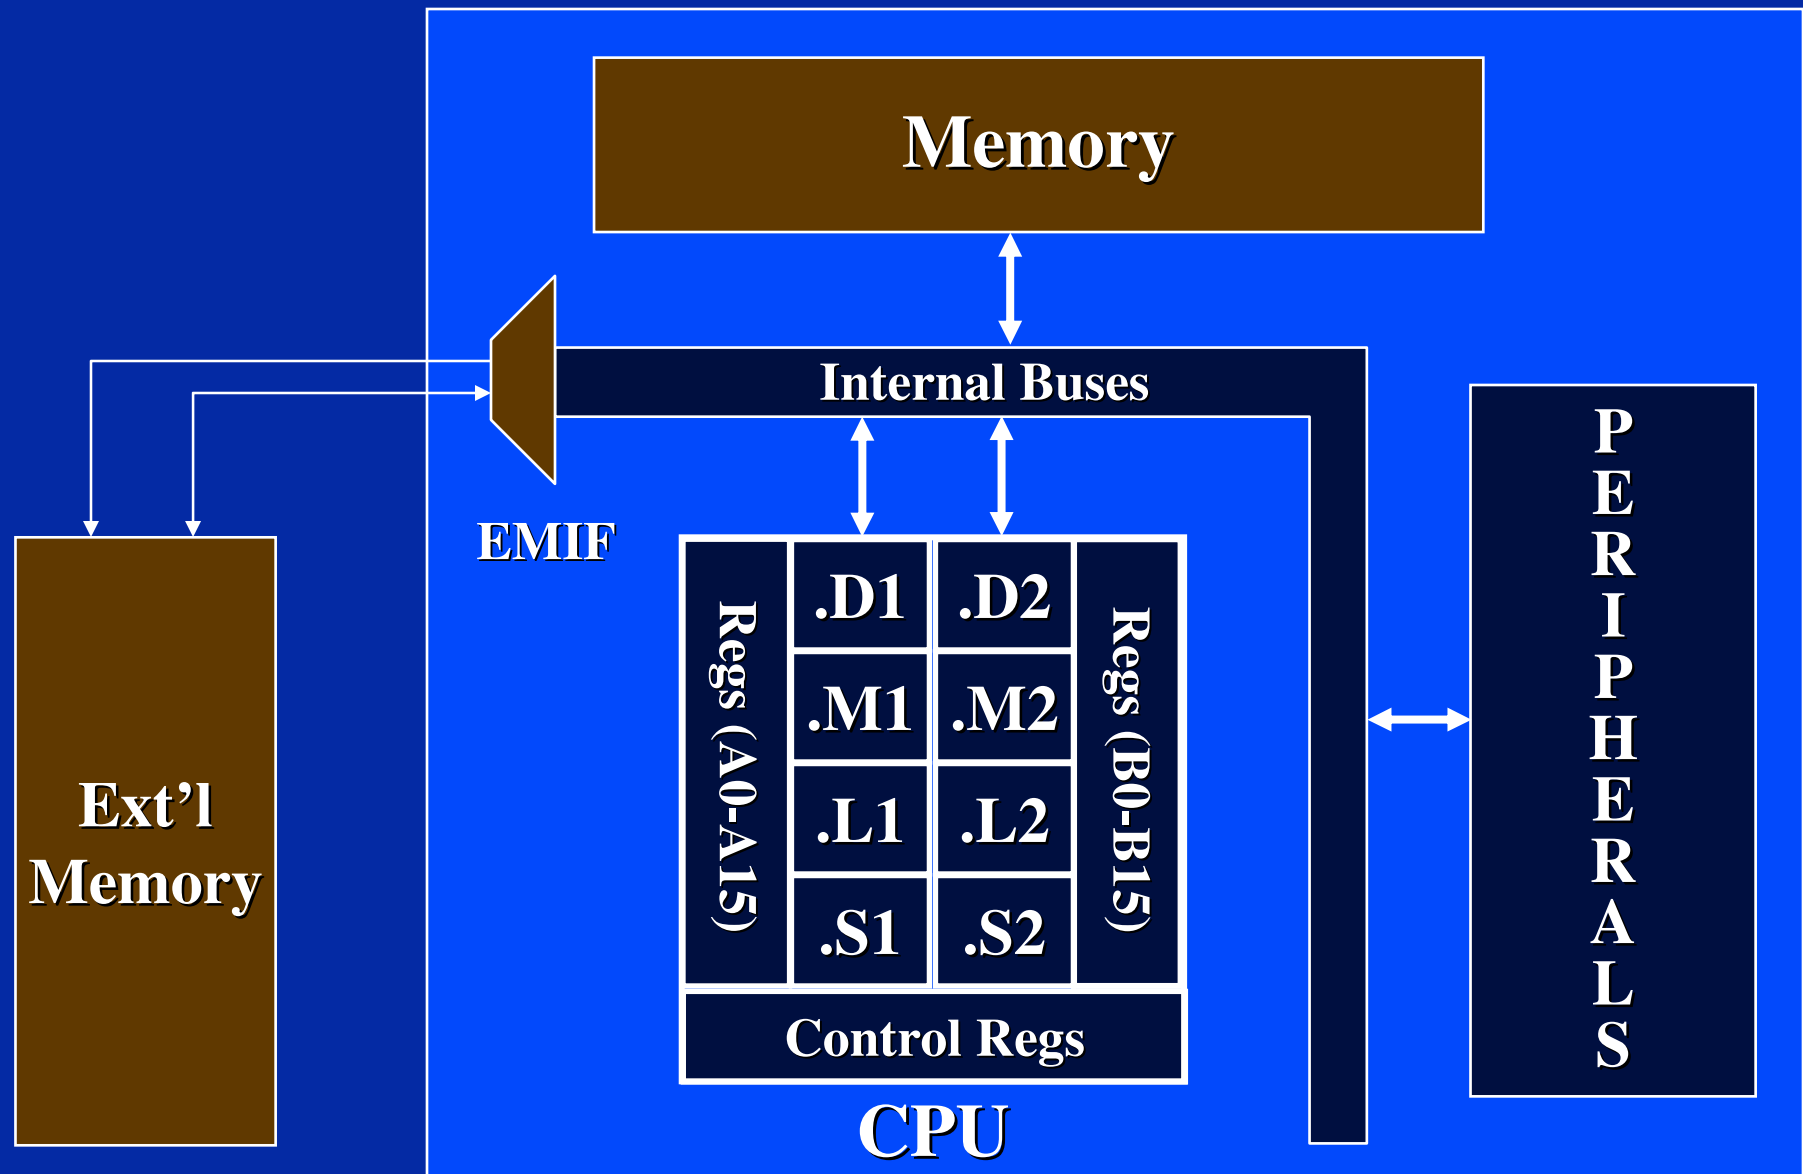 Memory
Internal Buses
EMIF
Ext’l
Memory
Regs (A0-A15)
.D1
.D2
.M1
.M2
.L1
.L2
.S1
.S2
Regs (B0-B15)
Control Regs
CPU
P
E
R
I
P
H
E
R
A
L
S